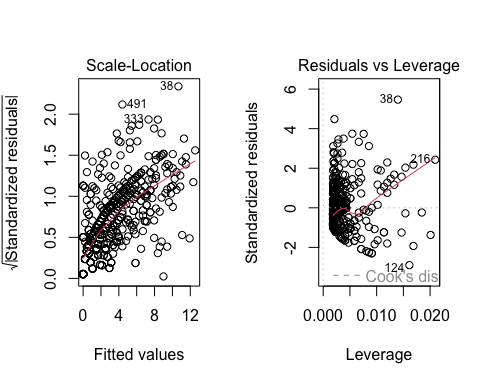 Scale-Location
√|Standardized residuals|
0.0 0.5 1.0 1.5 2.0
38
491
333
0 4 8 12
Fitted values
Residuals vs Leverage
Standardized residuals
-2 0 2 4 6
38
216
124
Cook's dis
0.000 0.010 0.020
Leverage